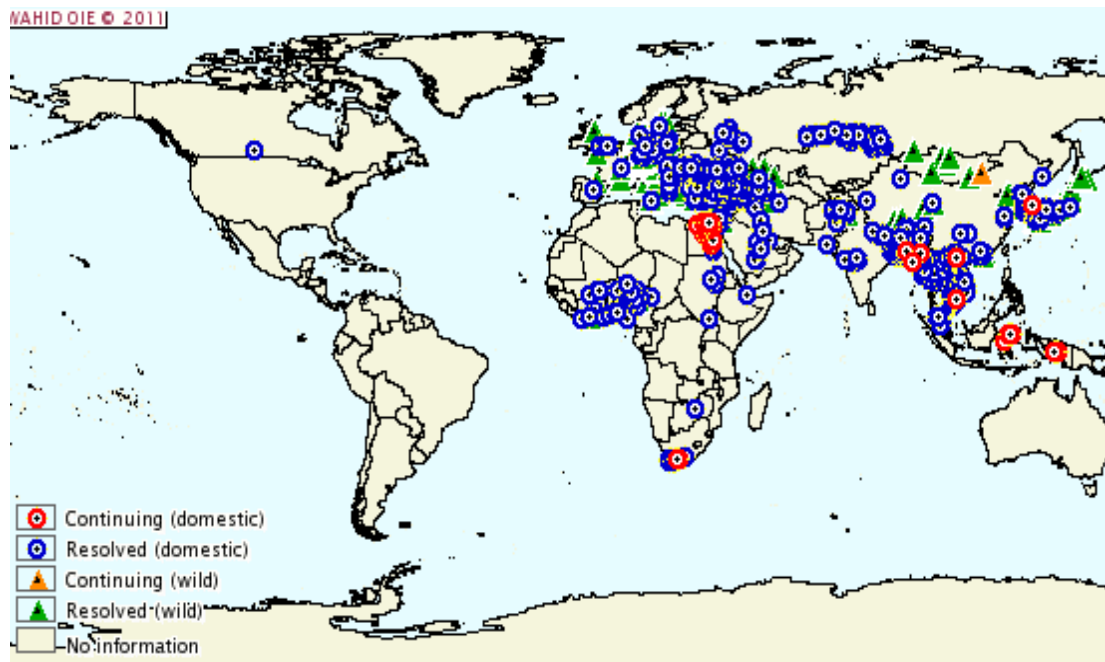 WAHID OIE © 2011
Continuing (domestic)
Resolved (domestic)
Continuing (wild)
Resolved (wild)
No information